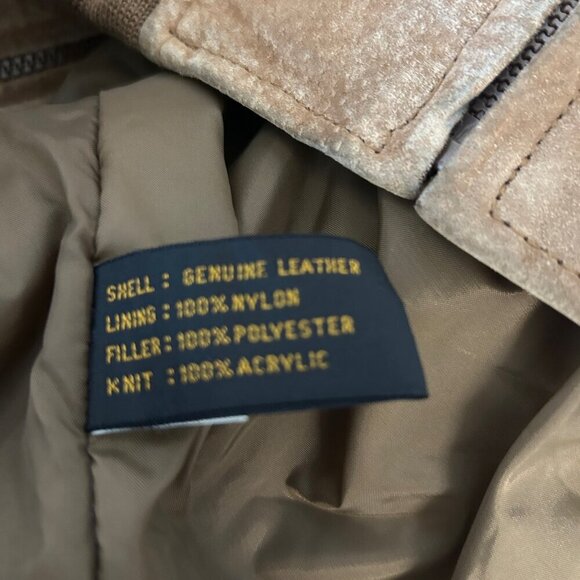 SHELL : GENUINE LEATHER
LINING : 100% NYLON
FILLER : 100% POLYESTER
KNIT : 100% ACRYLIC